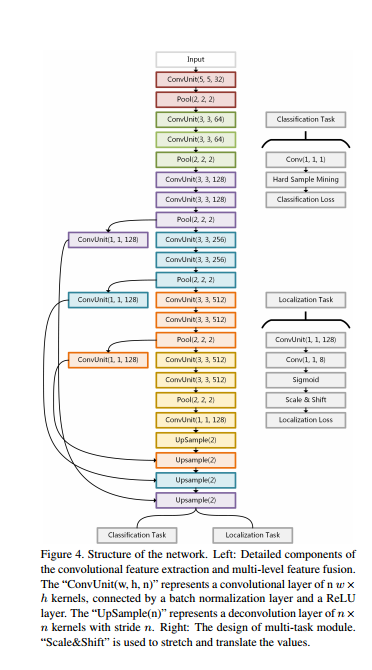 Input
ConvUnit(5, 5, 32)
Pool(2, 2, 2)
ConvUnit(3, 3, 64)
ConvUnit(3, 3, 64)
Pool(2, 2, 2)
ConvUnit(3, 3, 128)
ConvUnit(3, 3, 128)
Pool(2, 2, 2)
ConvUnit(1, 1, 128)
ConvUnit(3, 3, 256)
ConvUnit(3, 3, 256)
Pool(2, 2, 2)
ConvUnit(1, 1, 128)
ConvUnit(3, 3, 512)
ConvUnit(3, 3, 512)
Pool(2, 2, 2)
ConvUnit(1, 1, 128)
ConvUnit(3, 3, 512)
ConvUnit(3, 3, 512)
Pool(2, 2, 2)
ConvUnit(1, 1, 128)
UpSample(2)
Upsample(2)
Upsample(2)
Upsample(2)
Classification Task
Localization Task
Classification Task
Conv(1, 1, 1)
Hard Sample Mining
Classification Loss
Localization Task
ConvUnit(1, 1, 128)
Conv(1, 1, 8)
Sigmoid
Scale & Shift
Localization Loss
Figure 4. Structure of the network. Left: Detailed components of
the convolutional feature extraction and multi-level feature fusion.
The “ConvUnit(w, h, n)” represents a convolutional layer of n w ×
h kernels, connected by a batch normalization layer and a ReLU
layer. The “UpSample(n)” represents a deconvolution layer of n ×
n kernels with stride n. Right: The design of multi-task module.
“Scale&Shift” is used to stretch and translate the values.